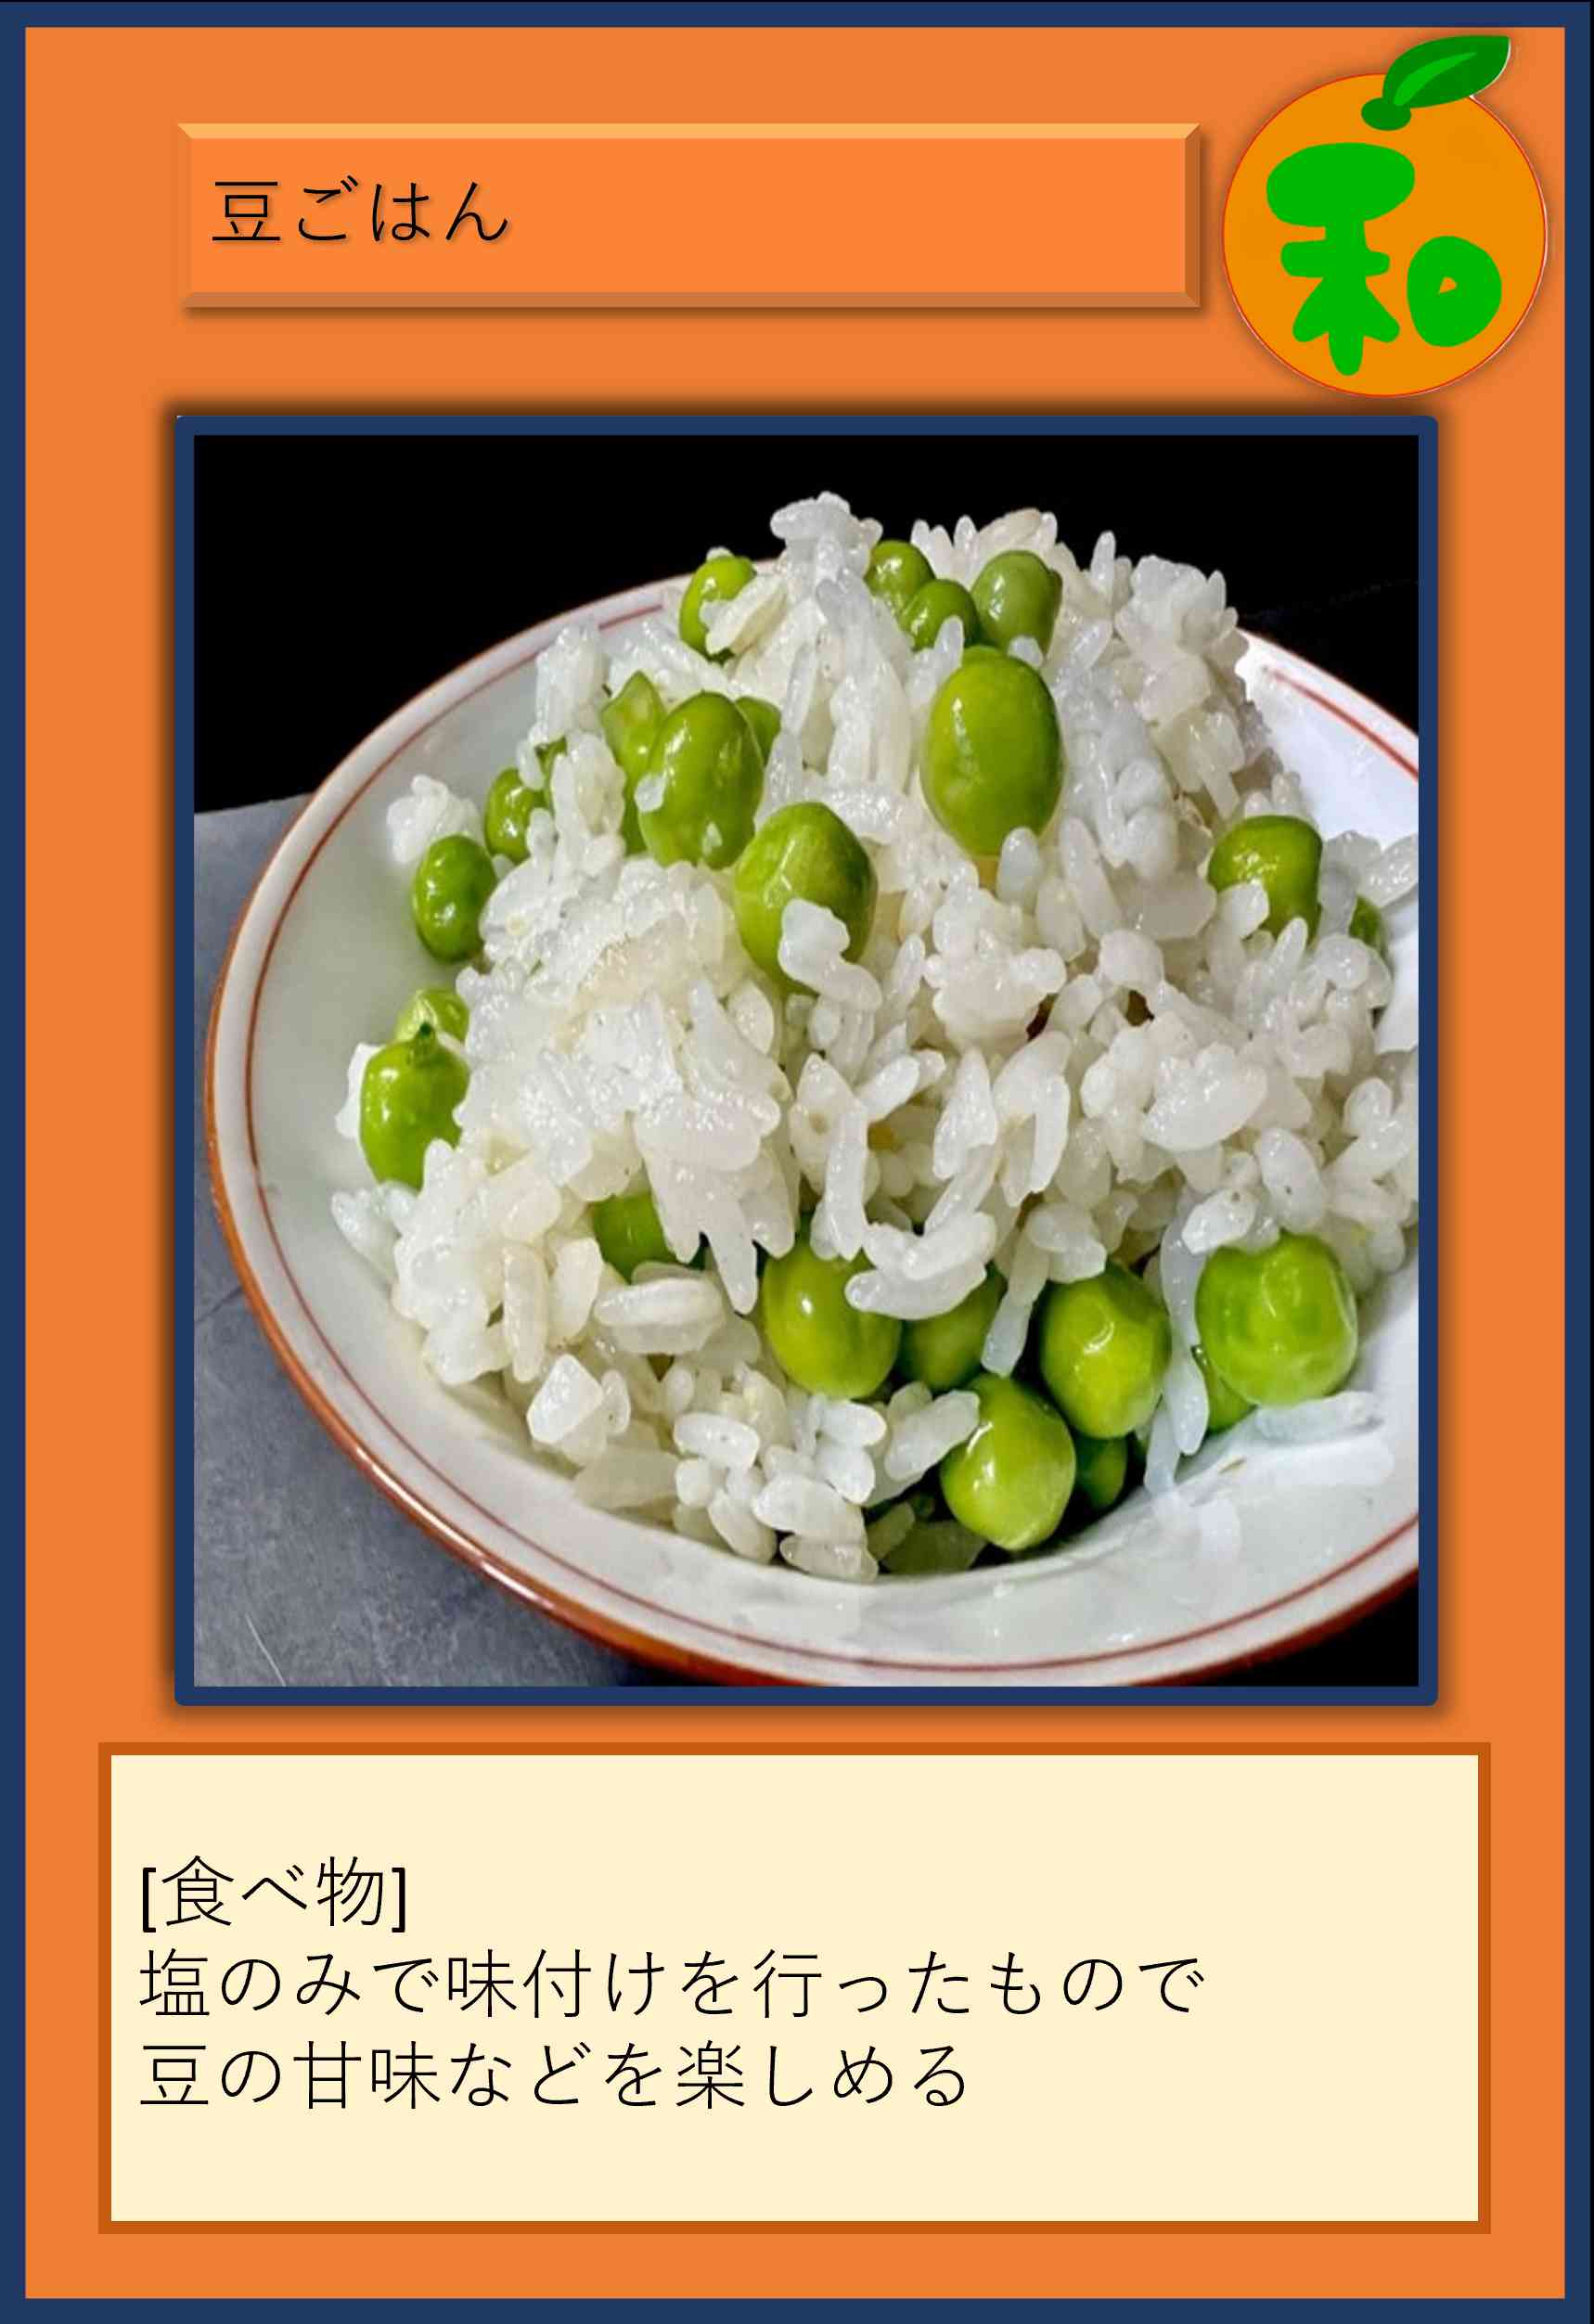 豆ごはん
和
[食べ物]
塩のみで味付けを行ったもので
豆の甘味などを楽しめる